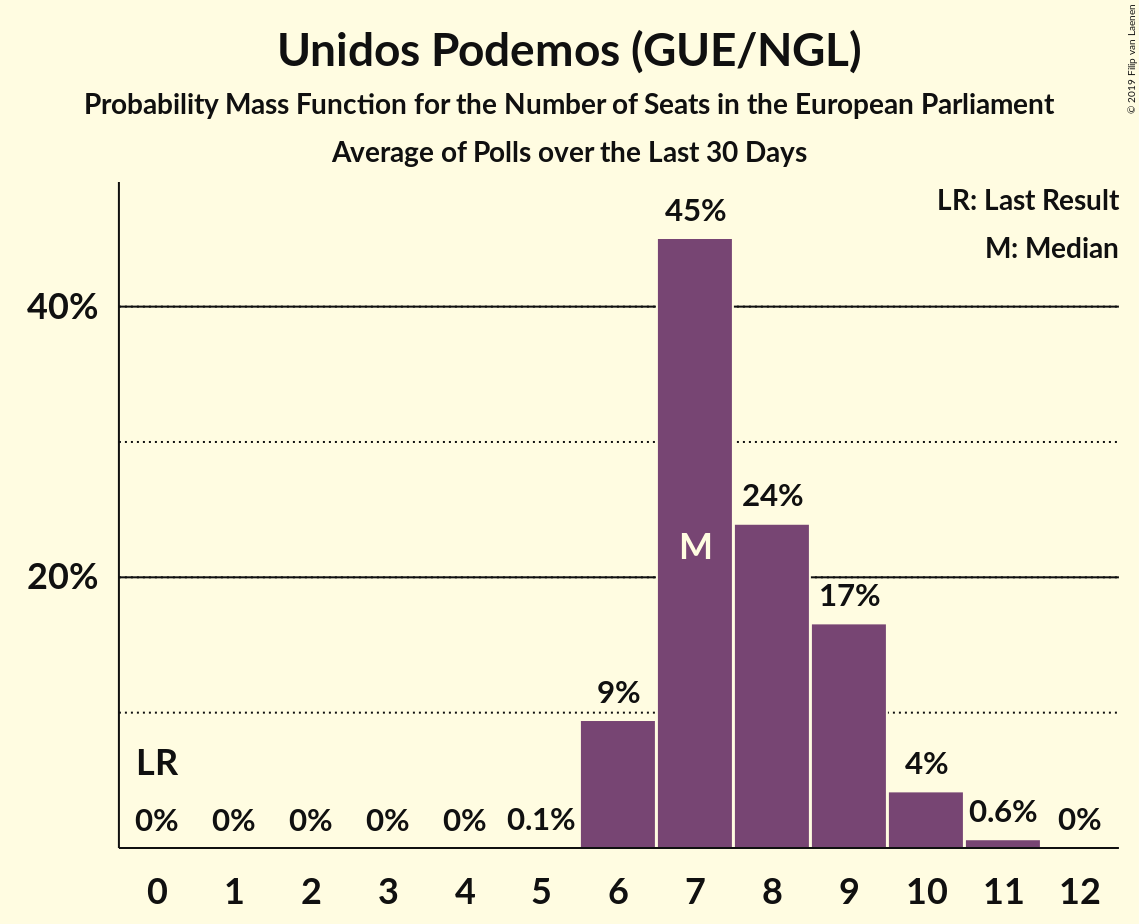 Unidos Podemos (GUE/NGL)
Probability Mass Function for the Number of Seats in the European Parliament
Average of Polls over the Last 30 Days
© 2019 Filip van Laenen
LR: Last Result
M: Median
40%
20%
45%
24%
17%
9%
4%
0.6%
0%
LR
0% 0% 0% 0% 0% 0.1%
M
0 1 2 3 4 5 6 7 8 9 10 11 12